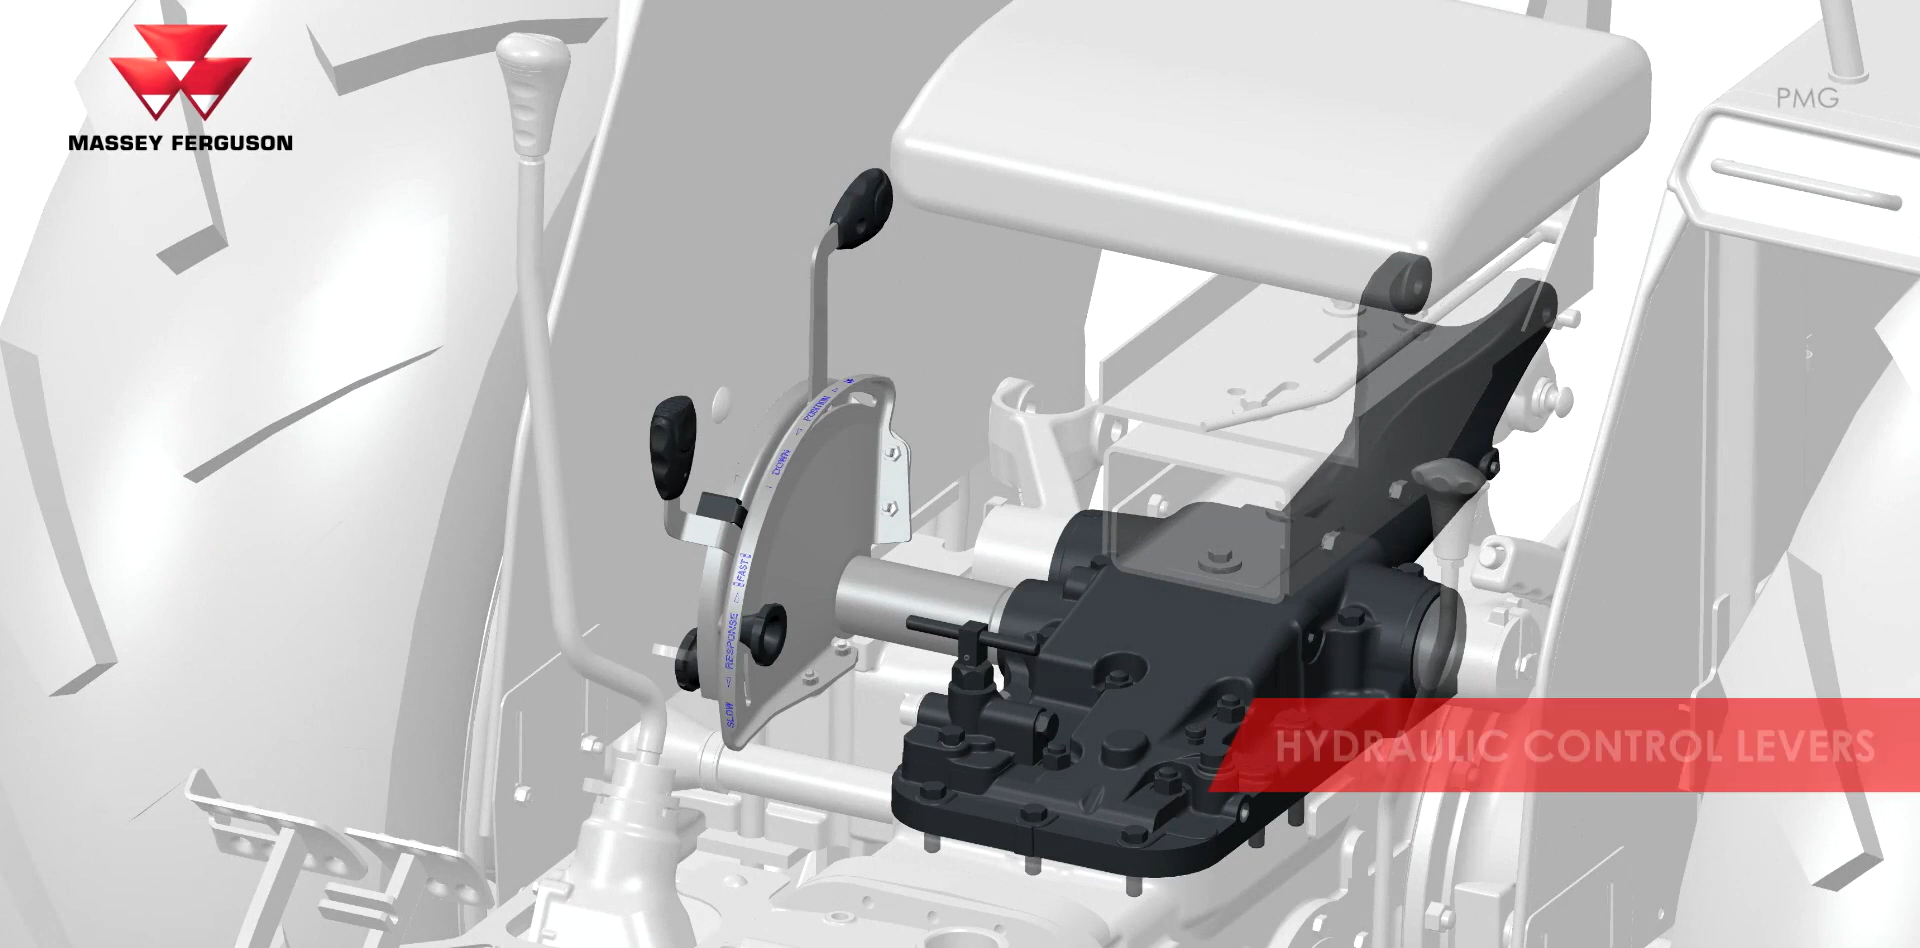 MASSEY FERGUSON
PMG
POSITION
DOWN
FAST
RESPONSE
SLOW
HYDRAULIC CONTROL LEVERS